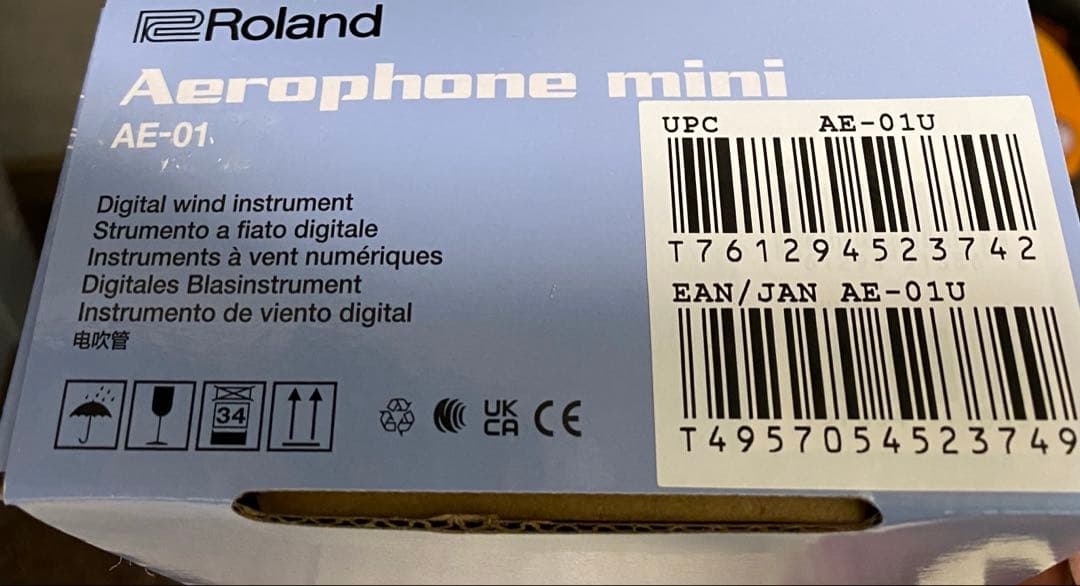 Roland
Aerophone mini
AE-01
Digital wind instrument
Strumento a fiato digitale
Instruments à vent numériques
Digitales Blasinstrument
Instrumento de viento digital
电吹管
34
UK
CA
CE
UPC AE-01U
T761294523742
EAN/JAN AE-01U
T4957054523749